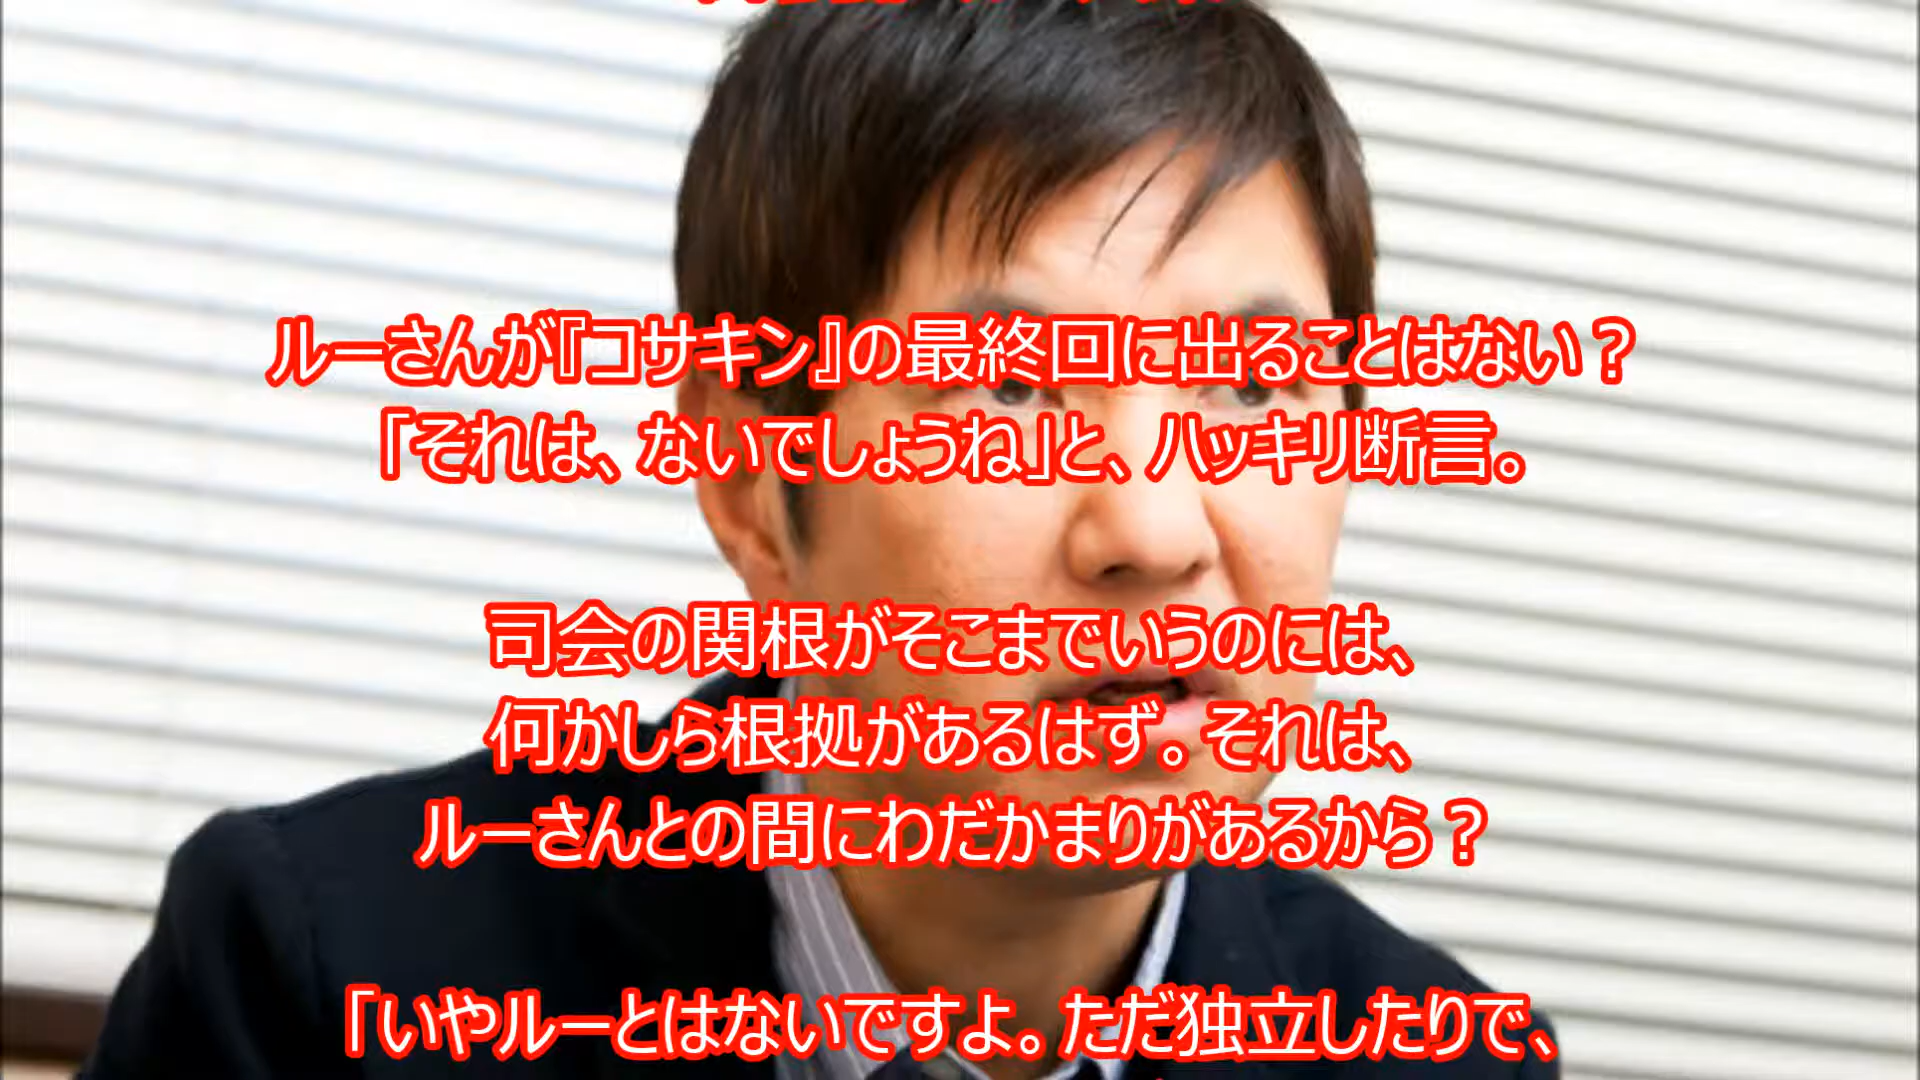 ルーさんが『コサキン』の最終回に出ることはない？
「それは、ないでしょうね」と、ハッキリ断言。
司会の関根がそこまでいうのには、
何かしら根拠があるはず。それは、
ルーさんとの間にわだかまりがあるから？
「いやルーとはないですよ。ただ独立したりで、